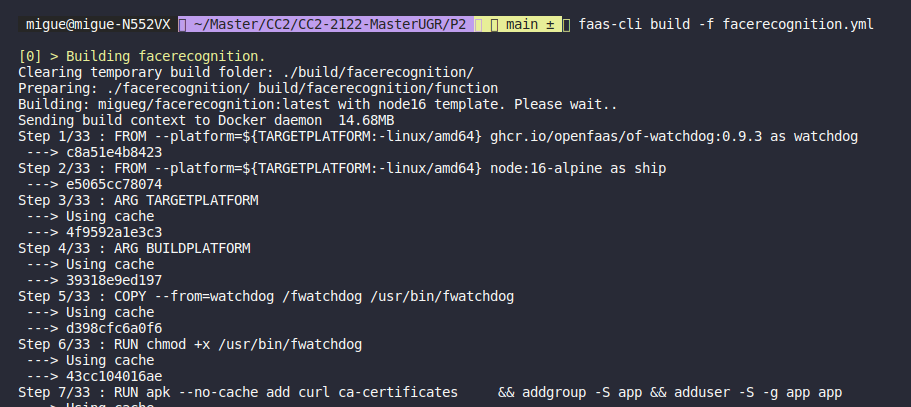 migue@migue-N552VX ~/Master/CC2/CC2-2122-MasterUGR/P2 main ± faas-cli build -f facerecognition.yml
[0] > Building facerecognition.
Clearing temporary build folder: ./build/facerecognition/
Preparing: ./facerecognition/ build/facerecognition/function
Building: migueg/facerecognition:latest with node16 template. Please wait..
Sending build context to Docker daemon  14.68MB
Step 1/33 : FROM --platform=${TARGETPLATFORM:-linux/amd64} ghcr.io/openfaas/of-watchdog:0.9.3 as watchdog
 ---> c8a51e4b8423
Step 2/33 : FROM --platform=${TARGETPLATFORM:-linux/amd64} node:16-alpine as ship
 ---> e5065cc78074
Step 3/33 : ARG TARGETPLATFORM
 ---> Using cache
 ---> 4f9592a1e3c3
Step 4/33 : ARG BUILDPLATFORM
 ---> Using cache
 ---> 39318e9ed197
Step 5/33 : COPY --from=watchdog /fwatchdog /usr/bin/fwatchdog
 ---> Using cache
 ---> d398cfc6a0f6
Step 6/33 : RUN chmod +x /usr/bin/fwatchdog
 ---> Using cache
 ---> 43cc104016ae
Step 7/33 : RUN apk --no-cache add curl ca-certificates     && addgroup -S app && adduser -S -g app app
 ---> Using cache